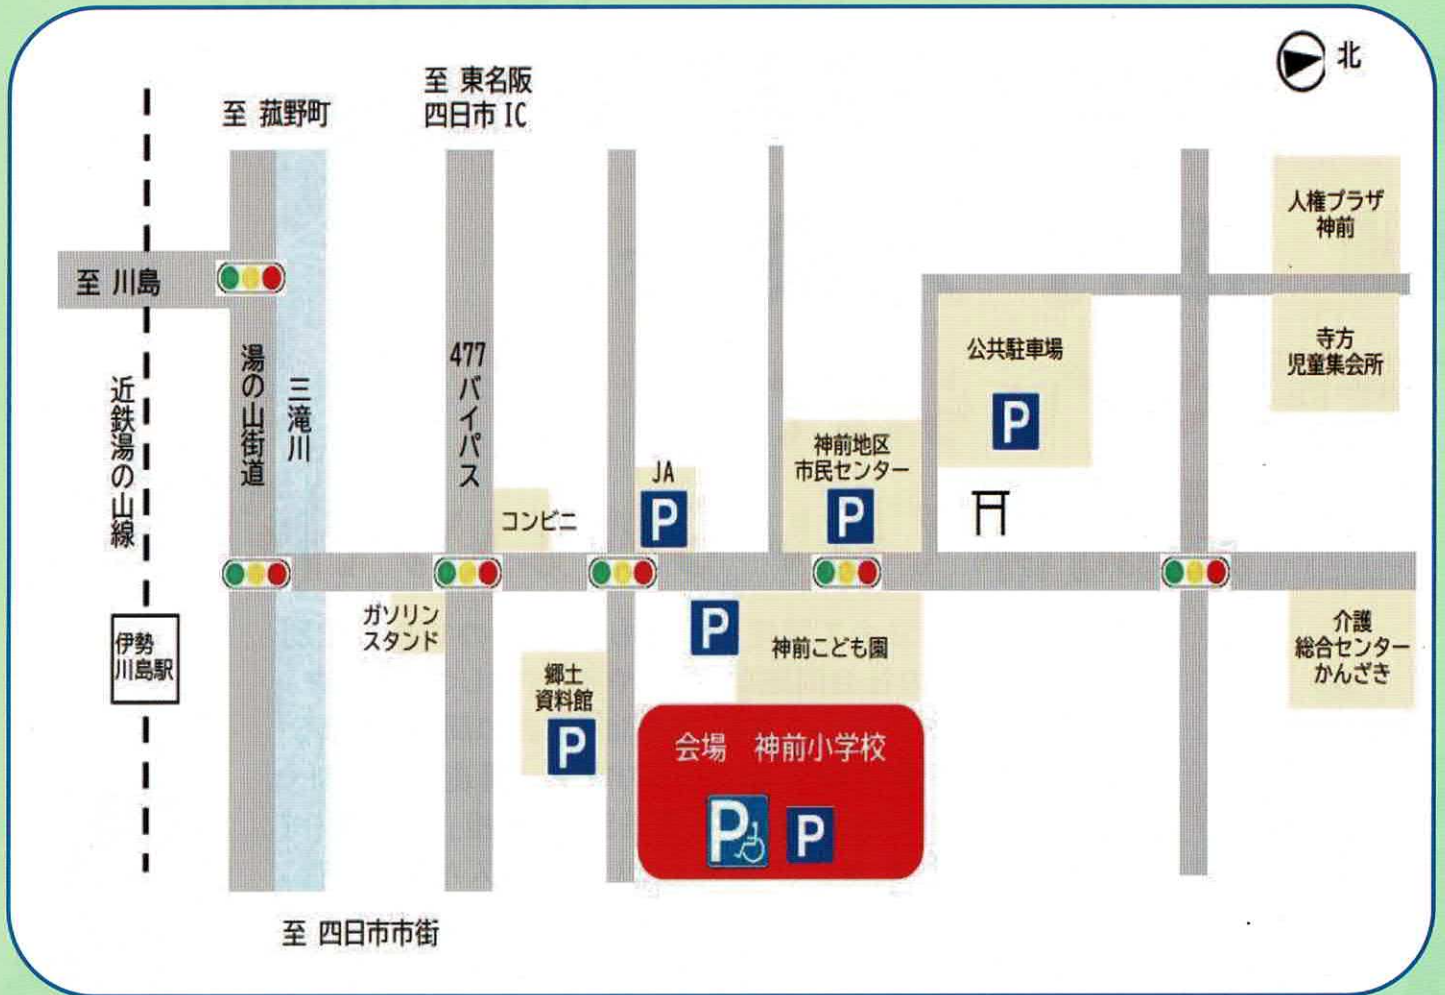 北
至 東名阪
四日市 IC
至 菰野町
人権プラザ
神前
至 川島
寺方
児童集会所
公共駐車場
P
湯の山街道
三滝川
477
バイパス
近鉄湯の山線
神前地区
市民センター
P
JA
P
コンビニ
ガソリン
スタンド
P
神前こども園
介護
総合センター
かんざき
伊勢
川島駅
郷土
資料館
P
会場 神前小学校
P
P
至 四日市市街